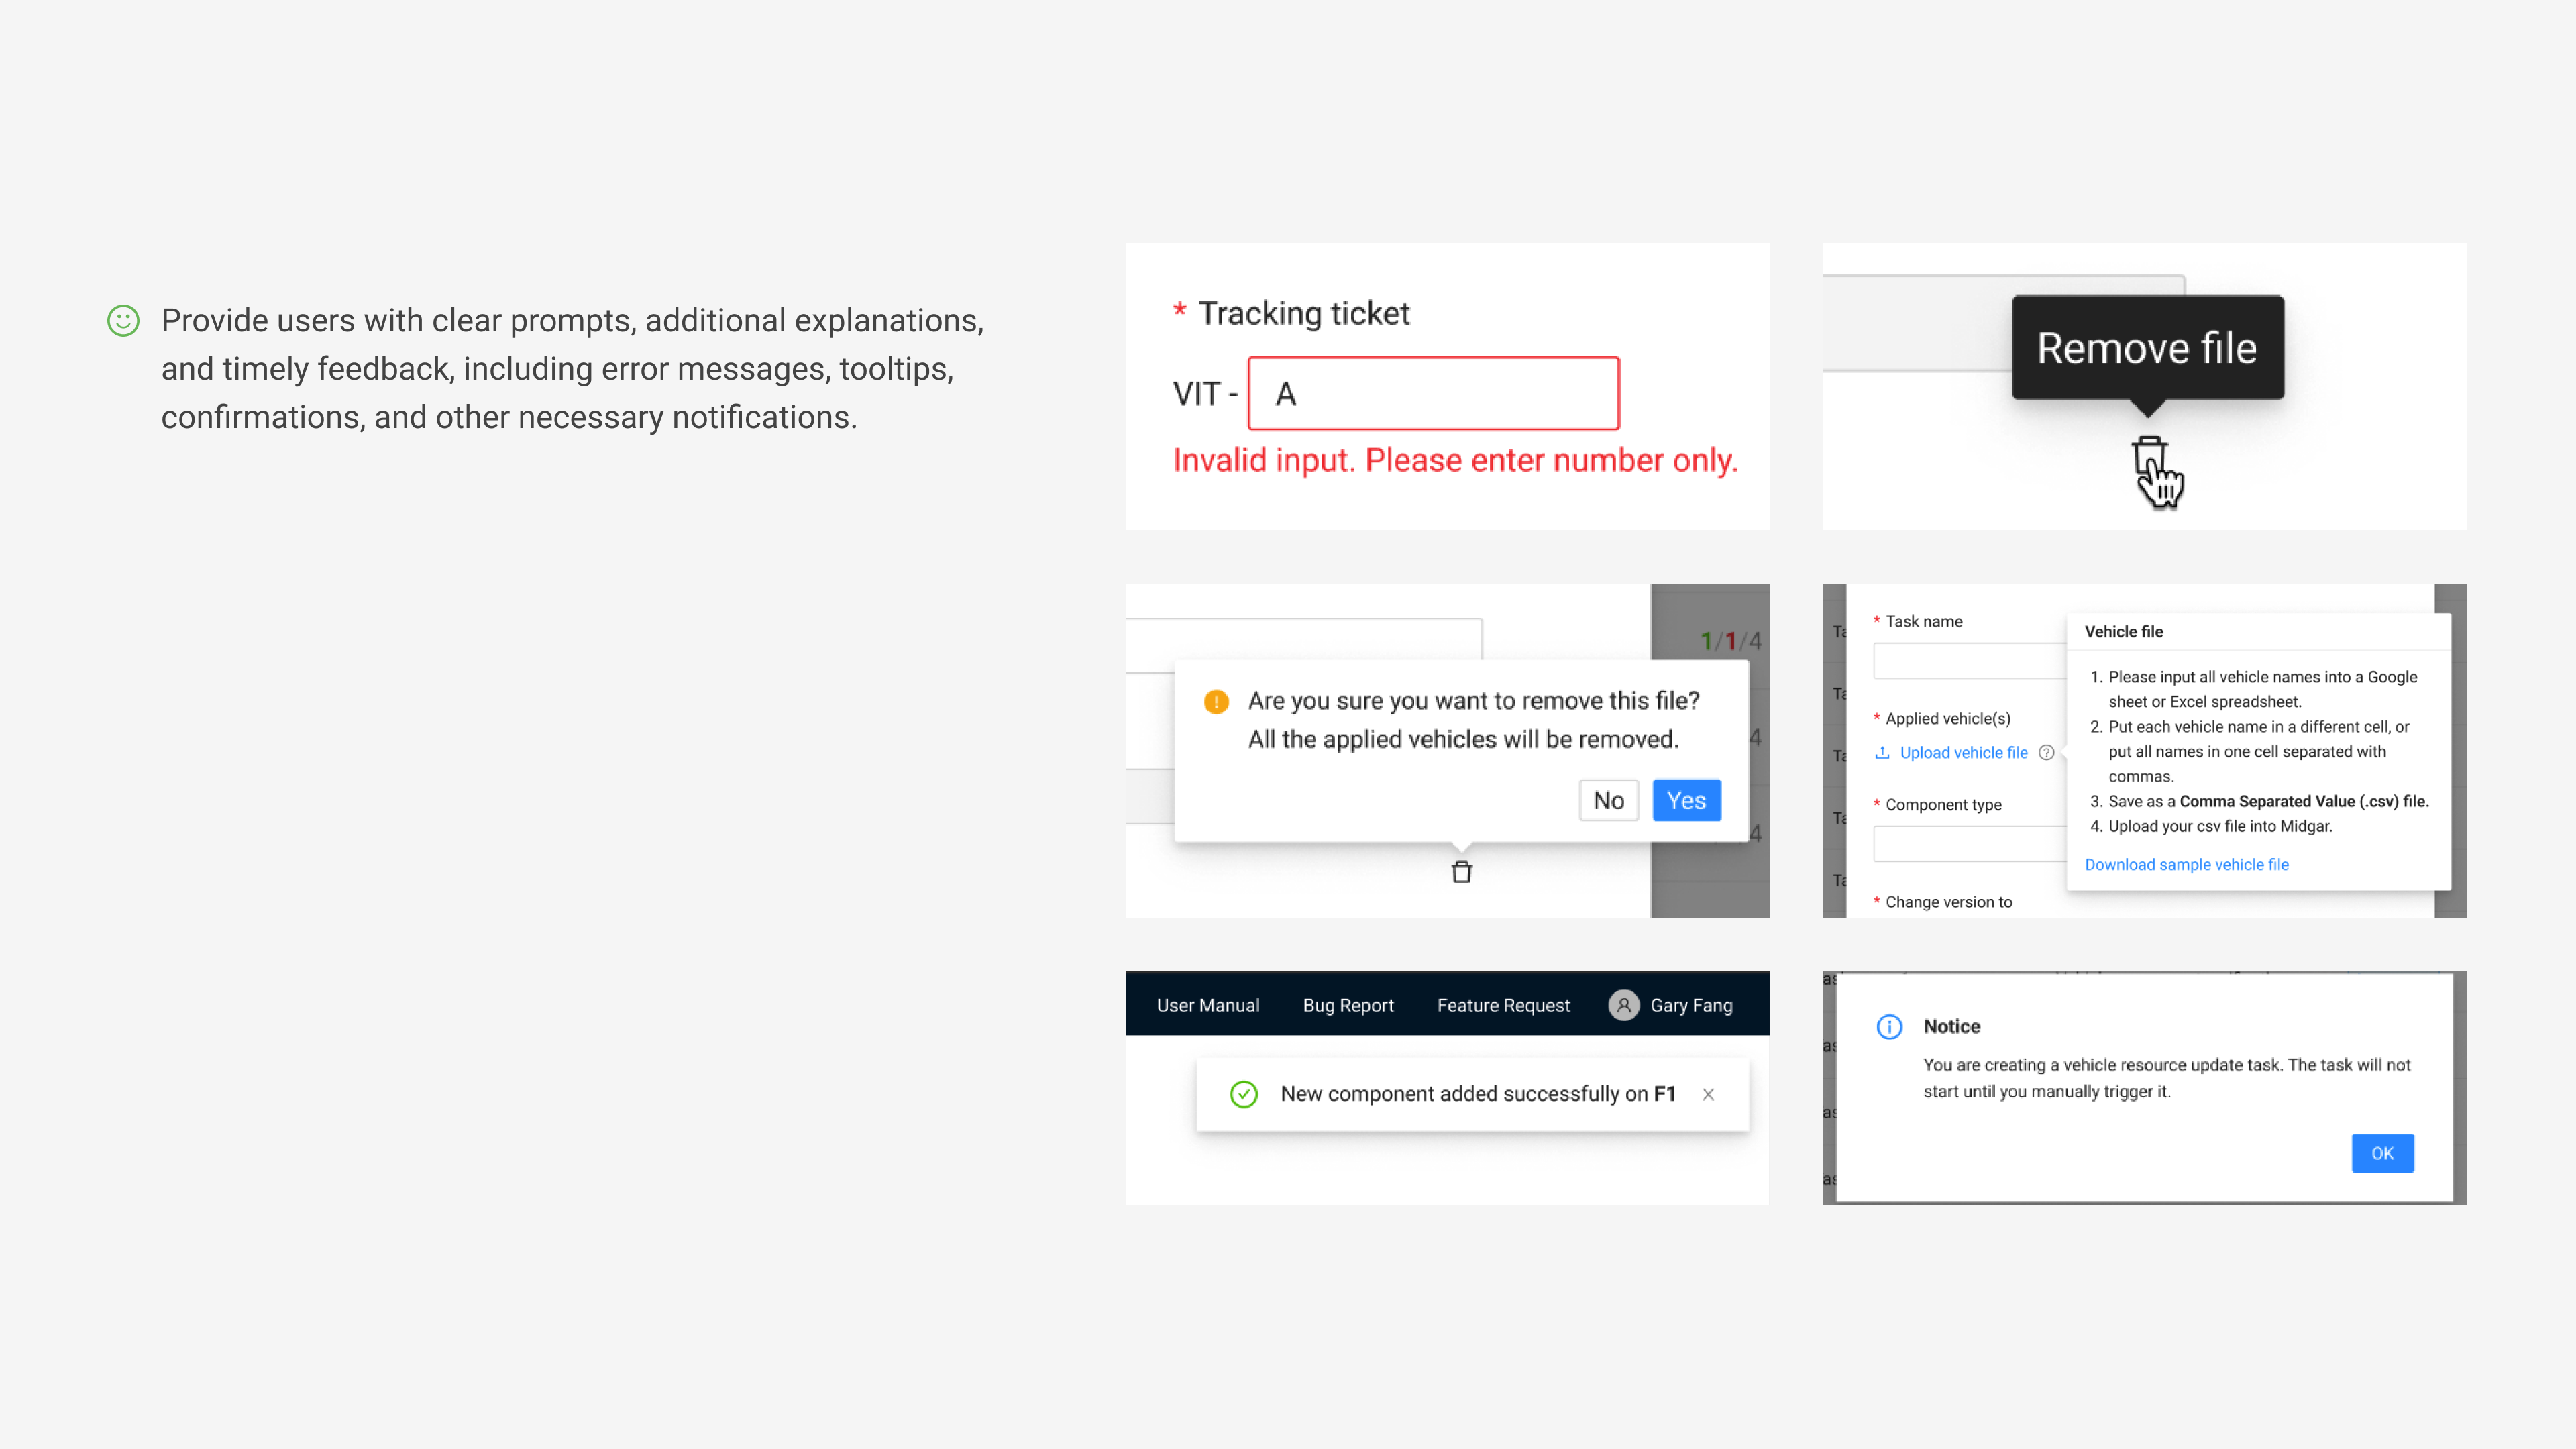 Provide users with clear prompts, additional explanations,
and timely feedback, including error messages, tooltips,
confirmations, and other necessary notifications.
* Tracking ticket
VIT - A
Invalid input. Please enter number only.
Remove file
1/1/4
Are you sure you want to remove this file?
All the applied vehicles will be removed.
4
No Yes
4
* Task name
* Applied vehicle(s)
Upload vehicle file
* Component type
* Change version to
Vehicle file
1. Please input all vehicle names into a Google
sheet or Excel spreadsheet.
2. Put each vehicle name in a different cell, or
put all names in one cell separated with
commas.
3. Save as a Comma Separated Value (.csv) file.
4. Upload your csv file into Midgar.
Download sample vehicle file
User Manual Bug Report Feature Request Gary Fang
New component added successfully on F1
Notice
You are creating a vehicle resource update task. The task will not
start until you manually trigger it.
OK